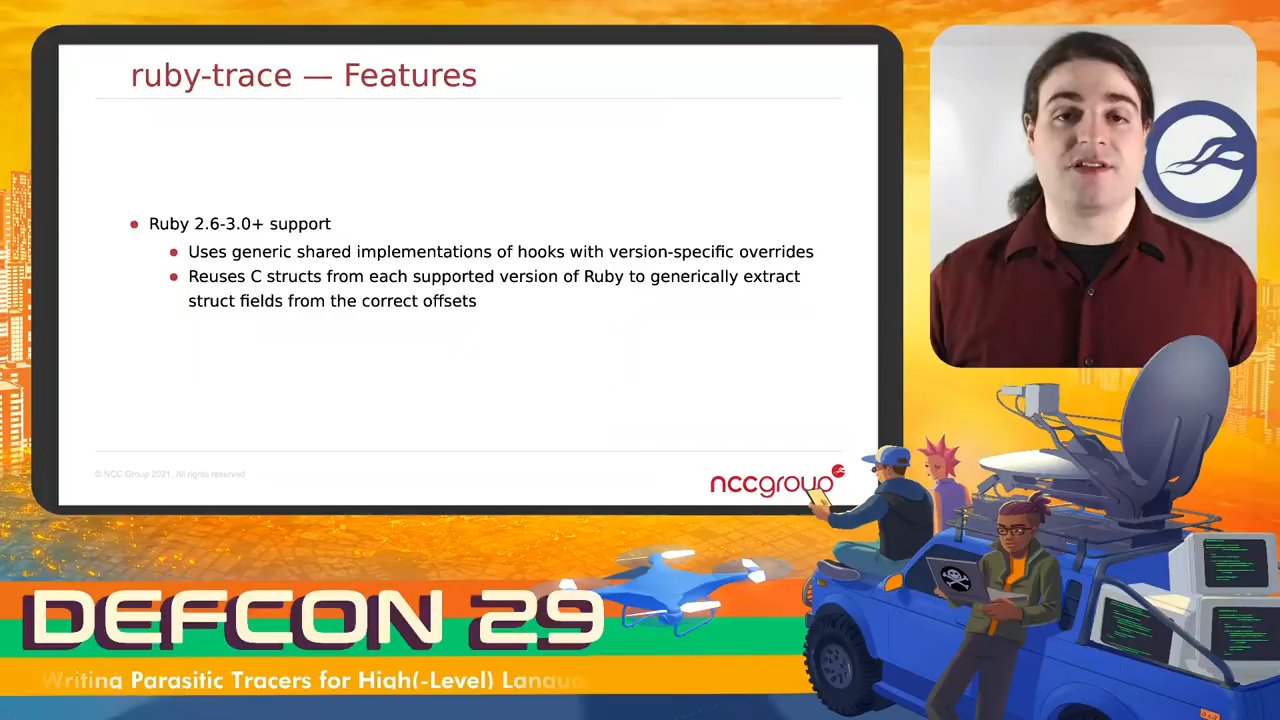 ruby-trace — Features
Ruby 2.6-3.0+ support
Uses generic shared implementations of hooks with version-specific overrides
Reuses C structs from each supported version of Ruby to generically extract
struct fields from the correct offsets
© NCC Group 2021. All rights reserved
nccgroup
DEFCON 29
Writing Parasitic Tracers for High(-Level)